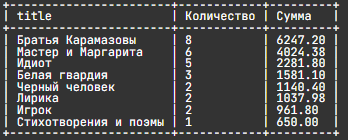 title | Количество | Сумма
Братья Карамазовы | 8 | 6247.20
Мастер и Маргарита | 6 | 4024.38
Идиот | 5 | 2281.80
Белая гвардия | 3 | 1581.10
Черный человек | 2 | 1140.40
Лирика | 2 | 1037.98
Игрок | 2 | 961.80
Стихотворения и поэмы | 1 | 650.00